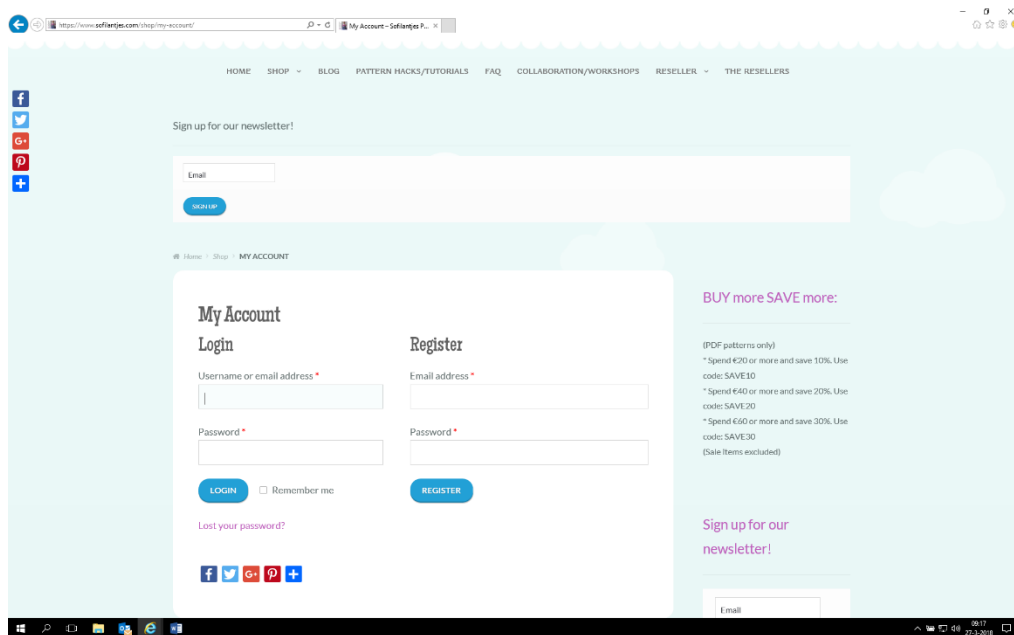 https://www.sofilantjes.com/shop/my-account/
My Account – Sofilantjes P...
HOME SHOP BLOG PATTERN HACKS/TUTORIALS FAQ COLLABORATION/WORKSHOPS RESELLER THE RESELLERS
Sign up for our newsletter!
Email
SIGN UP
Home Shop MY ACCOUNT
My Account
Login
Username or email address *
Password *
LOGIN Remember me
Lost your password?
Register
Email address *
Password *
REGISTER
BUY more SAVE more:
(PDF patterns only)
* Spend €20 or more and save 10%. Use
code: SAVE10
* Spend €40 or more and save 20%. Use
code: SAVE20
* Spend €60 or more and save 30%. Use
code: SAVE30
(Sale Items excluded)
Sign up for our
newsletter!
Email
09:17
27-3-2018